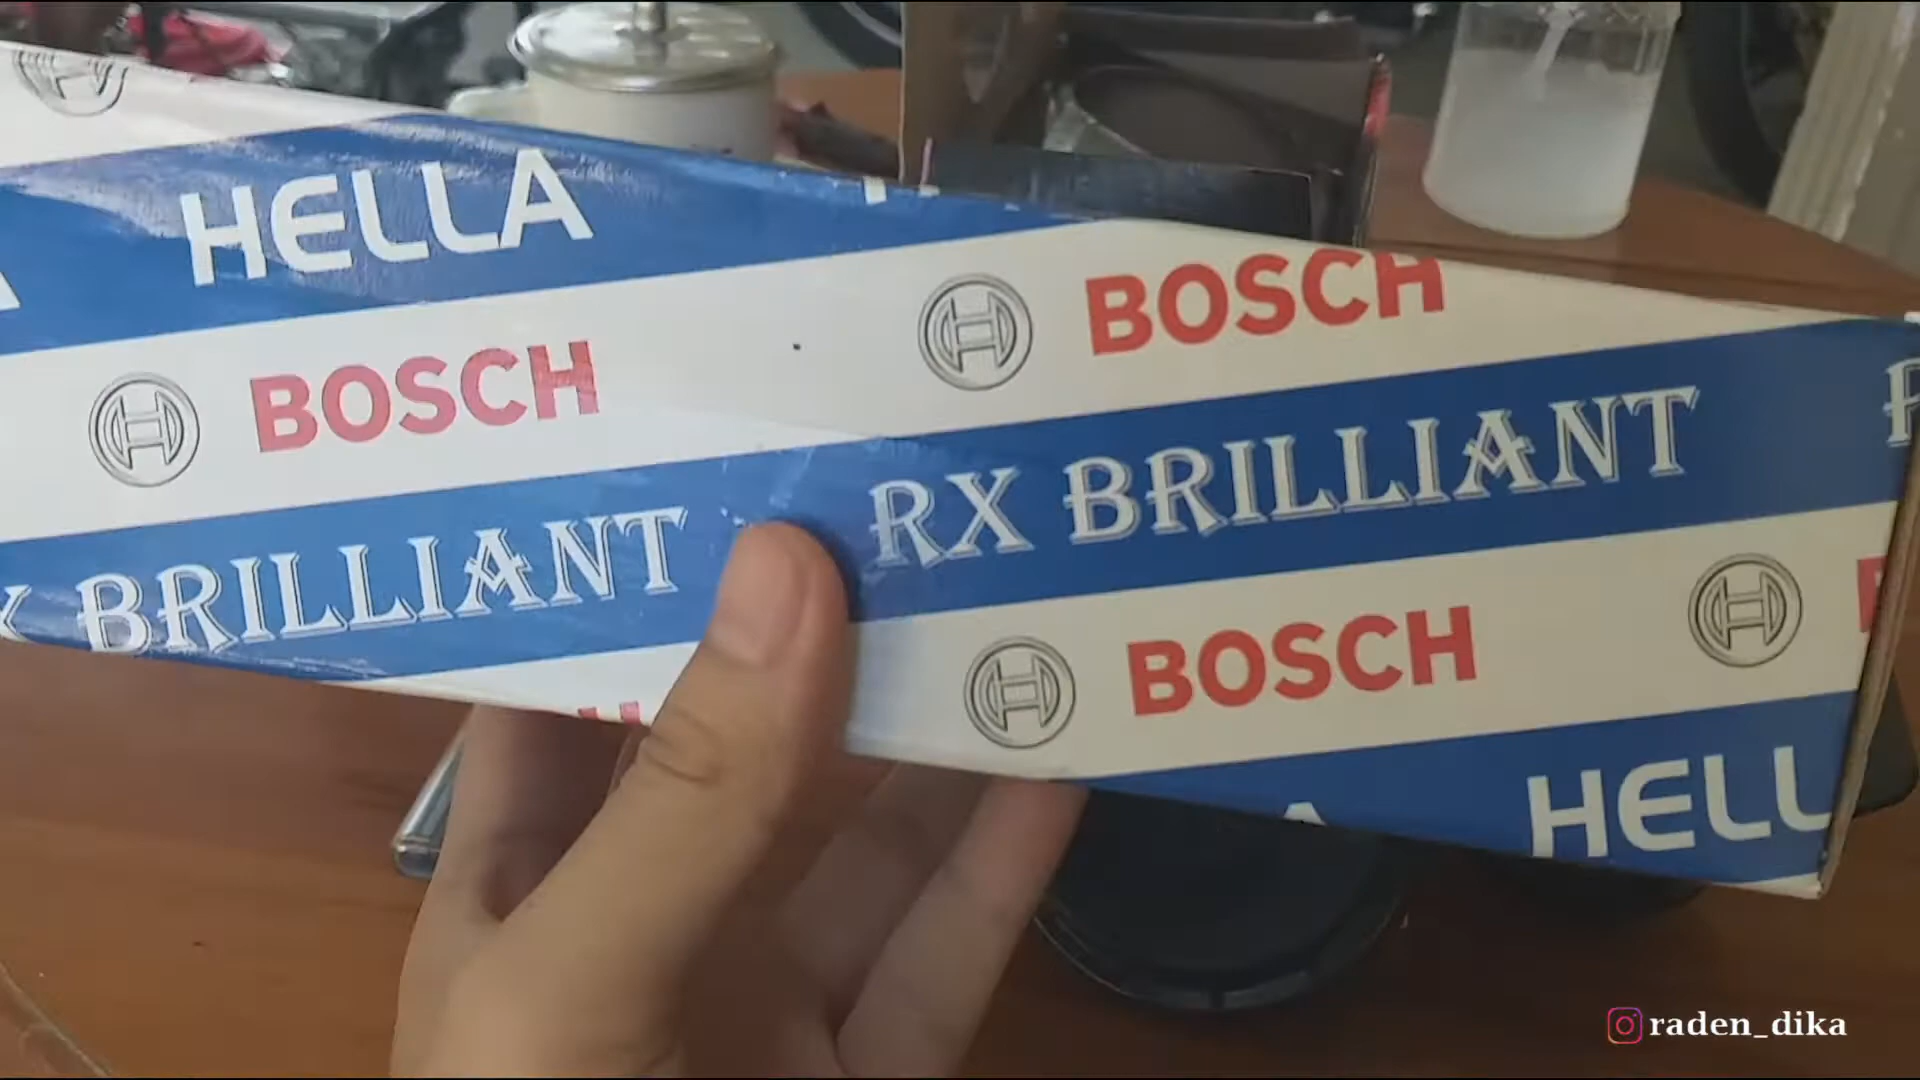 HELLA
BOSCH
BOSCH
BRILLIANT
RX BRILLIANT
BOSCH
HELL
raden_dika